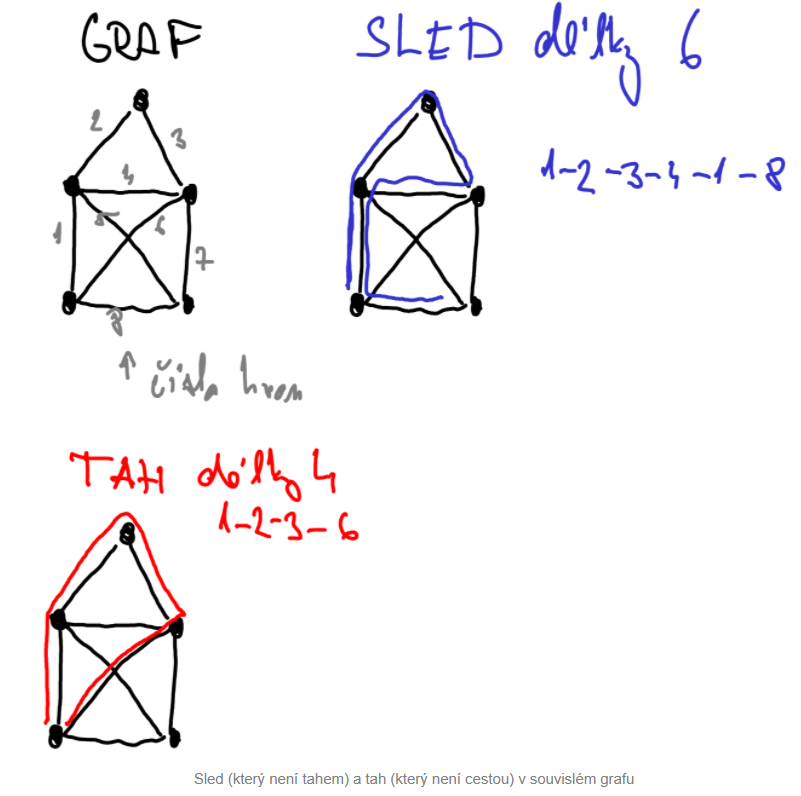 GRAF
SLED délky 6
2
3
4
1
5
6
7
8
1-2-3-4-1-8
↑ čísla hran
TAH délky 4
1-2-3-6
Sled (který není tahem) a tah (který není cestou) v souvislém grafu